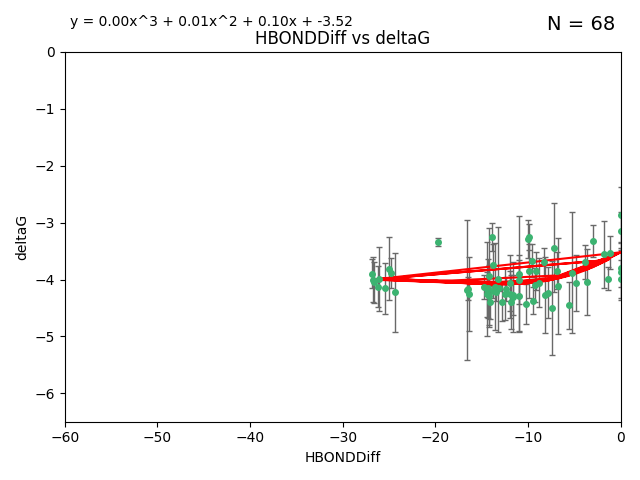 y = 0.00x^3 + 0.01x^2 + 0.10x + -3.52
N = 68
HBONDDiff vs deltaG
0
−1
−2
−3
−4
−5
−6
deltaG
−60
−50
−40
−30
−20
−10
0
HBONDDiff